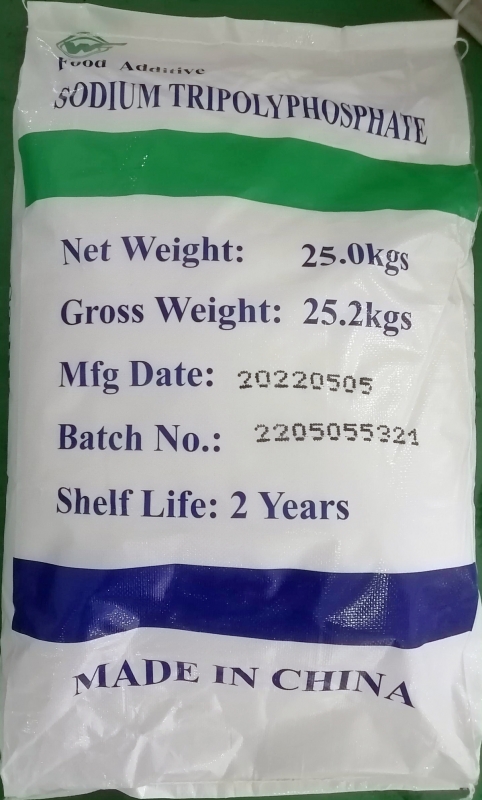 Food Additive
SODIUM TRIPOLYPHOSPHATE
Net Weight: 25.0kgs
Gross Weight: 25.2kgs
Mfg Date: 20220505
Batch No.: 2205055321
Shelf Life: 2 Years
MADE IN CHINA